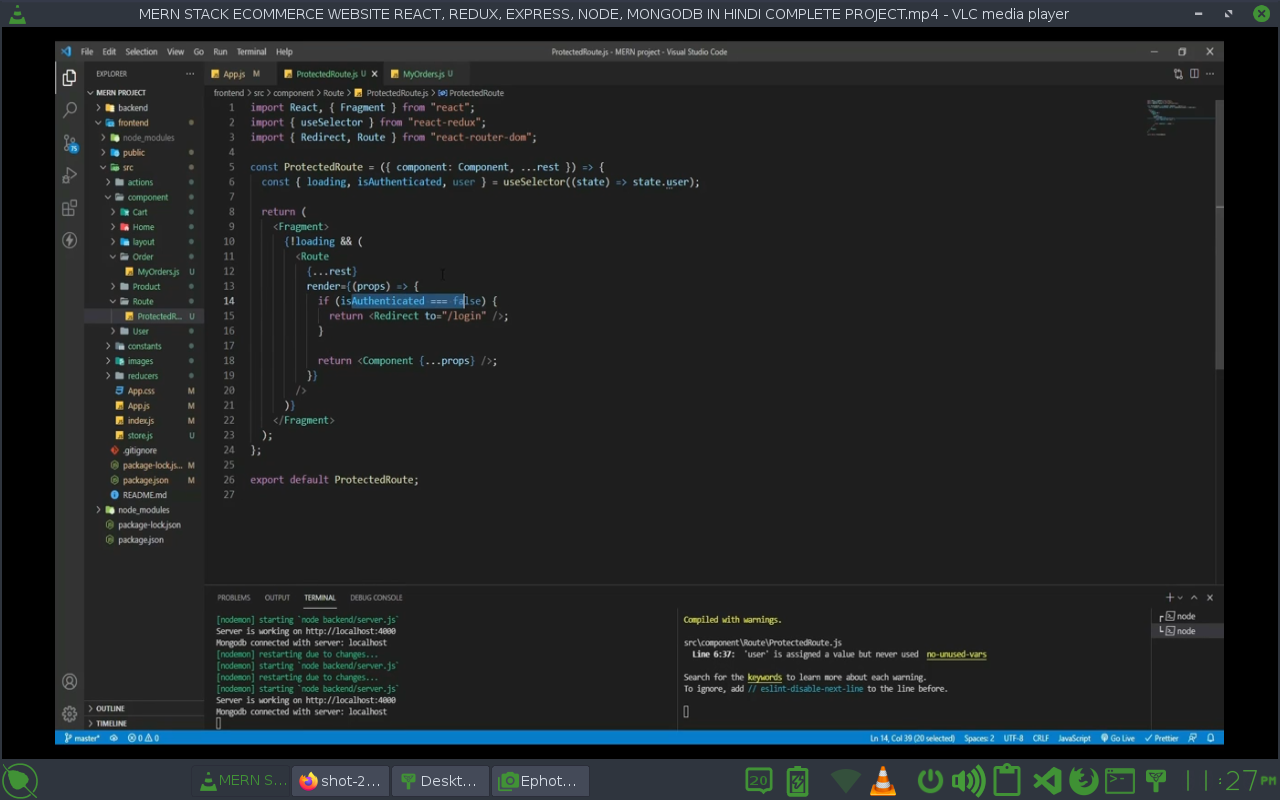 MERN STACK ECOMMERCE WEBSITE REACT, REDUX, EXPRESS, NODE, MONGODB IN HINDI COMPLETE PROJECT.mp4 - VLC media player
File Edit Selection View Go Run Terminal Help
ProtectedRoute.js - MERN project - Visual Studio Code
EXPLORER ...
MERN PROJECT
backend
frontend
node_modules
public
src
actions
component
Cart
Home
layout
Order
MyOrders.js U
Product
Route
ProtectedR... U
User
constants
images
reducers
App.css M
App.js M
index.js M
store.js U
.gitignore
package-lock.js... M
package.json M
README.md
node_modules
package-lock.json
package.json
OUTLINE
TIMELINE
App.js M ProtectedRoute.js U MyOrders.js U
frontend > src > component > Route > ProtectedRoute.js > ProtectedRoute
1 import React, { Fragment } from "react";
2 import { useSelector } from "react-redux";
3 import { Redirect, Route } from "react-router-dom";
4
5 const ProtectedRoute = ({ component: Component, ...rest }) => {
6 const { loading, isAuthenticated, user } = useSelector((state) => state.user);
7
8 return (
9 <Fragment>
10 {!loading && (
11 <Route
12 {...rest}
13 render={(props) => {
14 if (isAuthenticated === false) {
15 return <Redirect to="/login" />;
16 }
17
18 return <Component {...props} />;
19 }}
20 />
21 )}
22 </Fragment>
23 );
24 };
25
26 export default ProtectedRoute;
27
PROBLEMS OUTPUT TERMINAL DEBUG CONSOLE
[nodemon] starting `node backend/server.js`
Server is working on http://localhost:4000
Mongodb connected with server: localhost
[nodemon] restarting due to changes...
[nodemon] starting `node backend/server.js`
[nodemon] restarting due to changes...
[nodemon] starting `node backend/server.js`
Server is working on http://localhost:4000
Mongodb connected with server: localhost
Compiled with warnings.
src\component\Route\ProtectedRoute.js
Line 6:37: 'user' is assigned a value but never used no-unused-vars
Search for the keywords to learn more about each warning.
To ignore, add // eslint-disable-next-line to the line before.
node
node
master* 0 0
Ln 14, Col 39 (20 selected) Spaces: 2 UTF-8 CRLF JavaScript Go Live Prettier
MERN S... shot-2... Deskt... Ephot... 20 11:27 PM